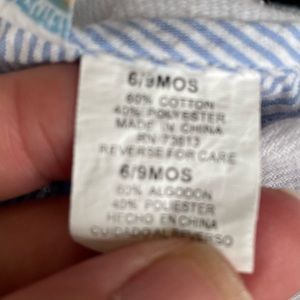 6/9MOS
60% COTTON
40% POLYESTER
MADE IN CHINA
RN 73613
REVERSE FOR CARE
6/9MOS
60% ALGODON
40% POLIESTER
HECHO EN CHINA
CUIDADO AL REVERSO